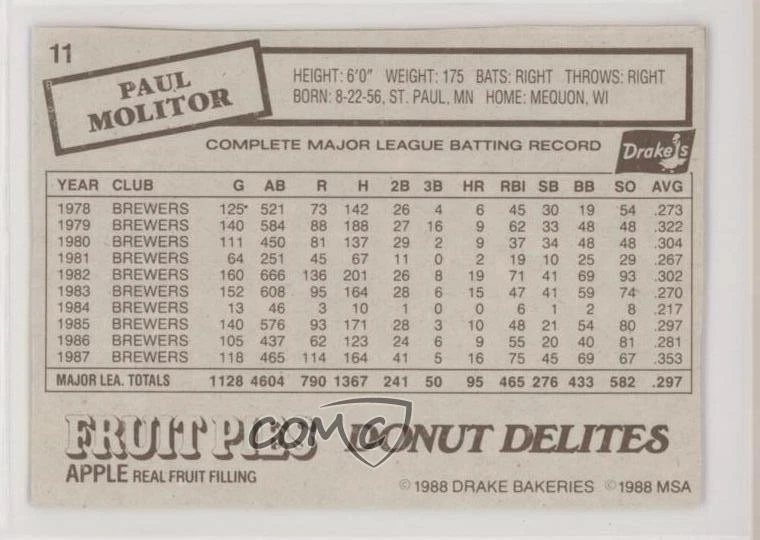 11
PAUL
MOLITOR
HEIGHT: 6'0" WEIGHT: 175 BATS: RIGHT THROWS: RIGHT
BORN: 8-22-56, ST. PAUL, MN HOME: MEQUON, WI
COMPLETE MAJOR LEAGUE BATTING RECORD
Drake's
YEAR CLUB G AB R H 2B 3B HR RBI SB BB SO AVG
1978 BREWERS 125* 521 73 142 26 4 6 45 30 19 54 .273
1979 BREWERS 140 584 88 188 27 16 9 62 33 48 48 .322
1980 BREWERS 111 450 81 137 29 2 9 37 34 48 48 .304
1981 BREWERS 64 251 45 67 11 0 2 19 10 25 29 .267
1982 BREWERS 160 666 136 201 26 8 19 71 41 69 93 .302
1983 BREWERS 152 608 95 164 28 6 15 47 41 59 74 .270
1984 BREWERS 13 46 3 10 1 0 0 6 1 2 8 .217
1985 BREWERS 140 576 93 171 28 3 10 48 21 54 80 .297
1986 BREWERS 105 437 62 123 24 6 9 55 20 40 81 .281
1987 BREWERS 118 465 114 164 41 5 16 75 45 69 67 .353
MAJOR LEA. TOTALS 1128 4604 790 1367 241 50 95 465 276 433 582 .297
FRUIT PIES DONUT DELITES
COMC
APPLE REAL FRUIT FILLING
©1988 DRAKE BAKERIES ©1988 MSA